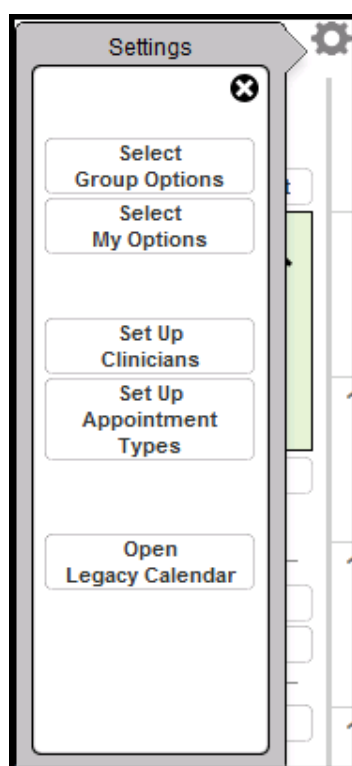 Settings
Select
Group Options
Select
My Options
Set Up
Clinicians
Set Up
Appointment
Types
Open
Legacy Calendar